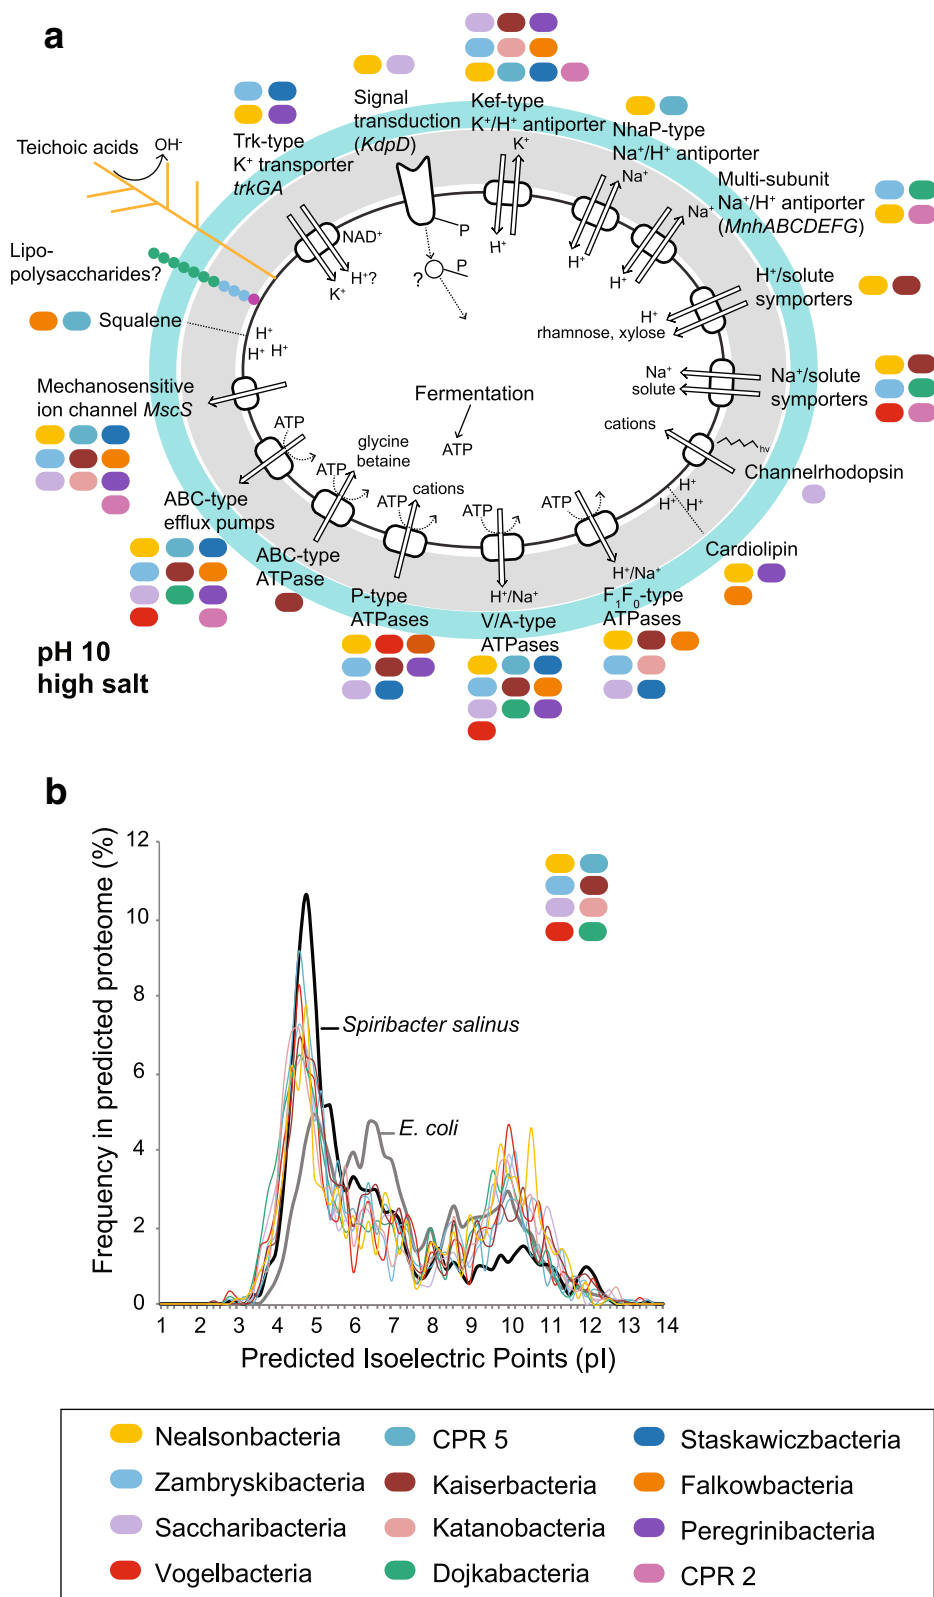 a
Signal
transduction
(KdpD)
Kef-type
K⁺/H⁺ antiporter
NhaP-type
Na⁺/H⁺ antiporter
Trk-type
K⁺ transporter
trkGA
Teichoic acids
OH⁻
Multi-subunit
Na⁺/H⁺ antiporter
(MnhABCDEFG)
Lipo-
polysaccharides?
K⁺
H⁺
Na⁺
H⁺
Na⁺
H⁺
NAD⁺
H⁺?
K⁺
P
P
?
H⁺/solute
symporters
H⁺
rhamnose, xylose
Squalene
H⁺
H⁺ H⁺
Na⁺/solute
symporters
Na⁺
solute
Mechanosensitive
ion channel MscS
Fermentation
ATP
cations
hv
Channelrhodopsin
ATP
ABC-type
efflux pumps
ATP
glycine
betaine
ABC-type
ATPase
ATP
cations
P-type
ATPases
ATP
H⁺/Na⁺
V/A-type
ATPases
ATP
H⁺/Na⁺
F₁F₀-type
ATPases
H⁺
H⁺
H⁺
Cardiolipin
pH 10
high salt
b
Frequency in predicted proteome (%)
12
10
8
6
4
2
0
Spiribacter salinus
E. coli
1 2 3 4 5 6 7 8 9 10 11 12 13 14
Predicted Isoelectric Points (pI)
Nealsonbacteria
CPR 5
Staskawiczbacteria
Zambryskibacteria
Kaiserbacteria
Falkowbacteria
Saccharibacteria
Katanobacteria
Peregrinibacteria
Vogelbacteria
Dojkabacteria
CPR 2